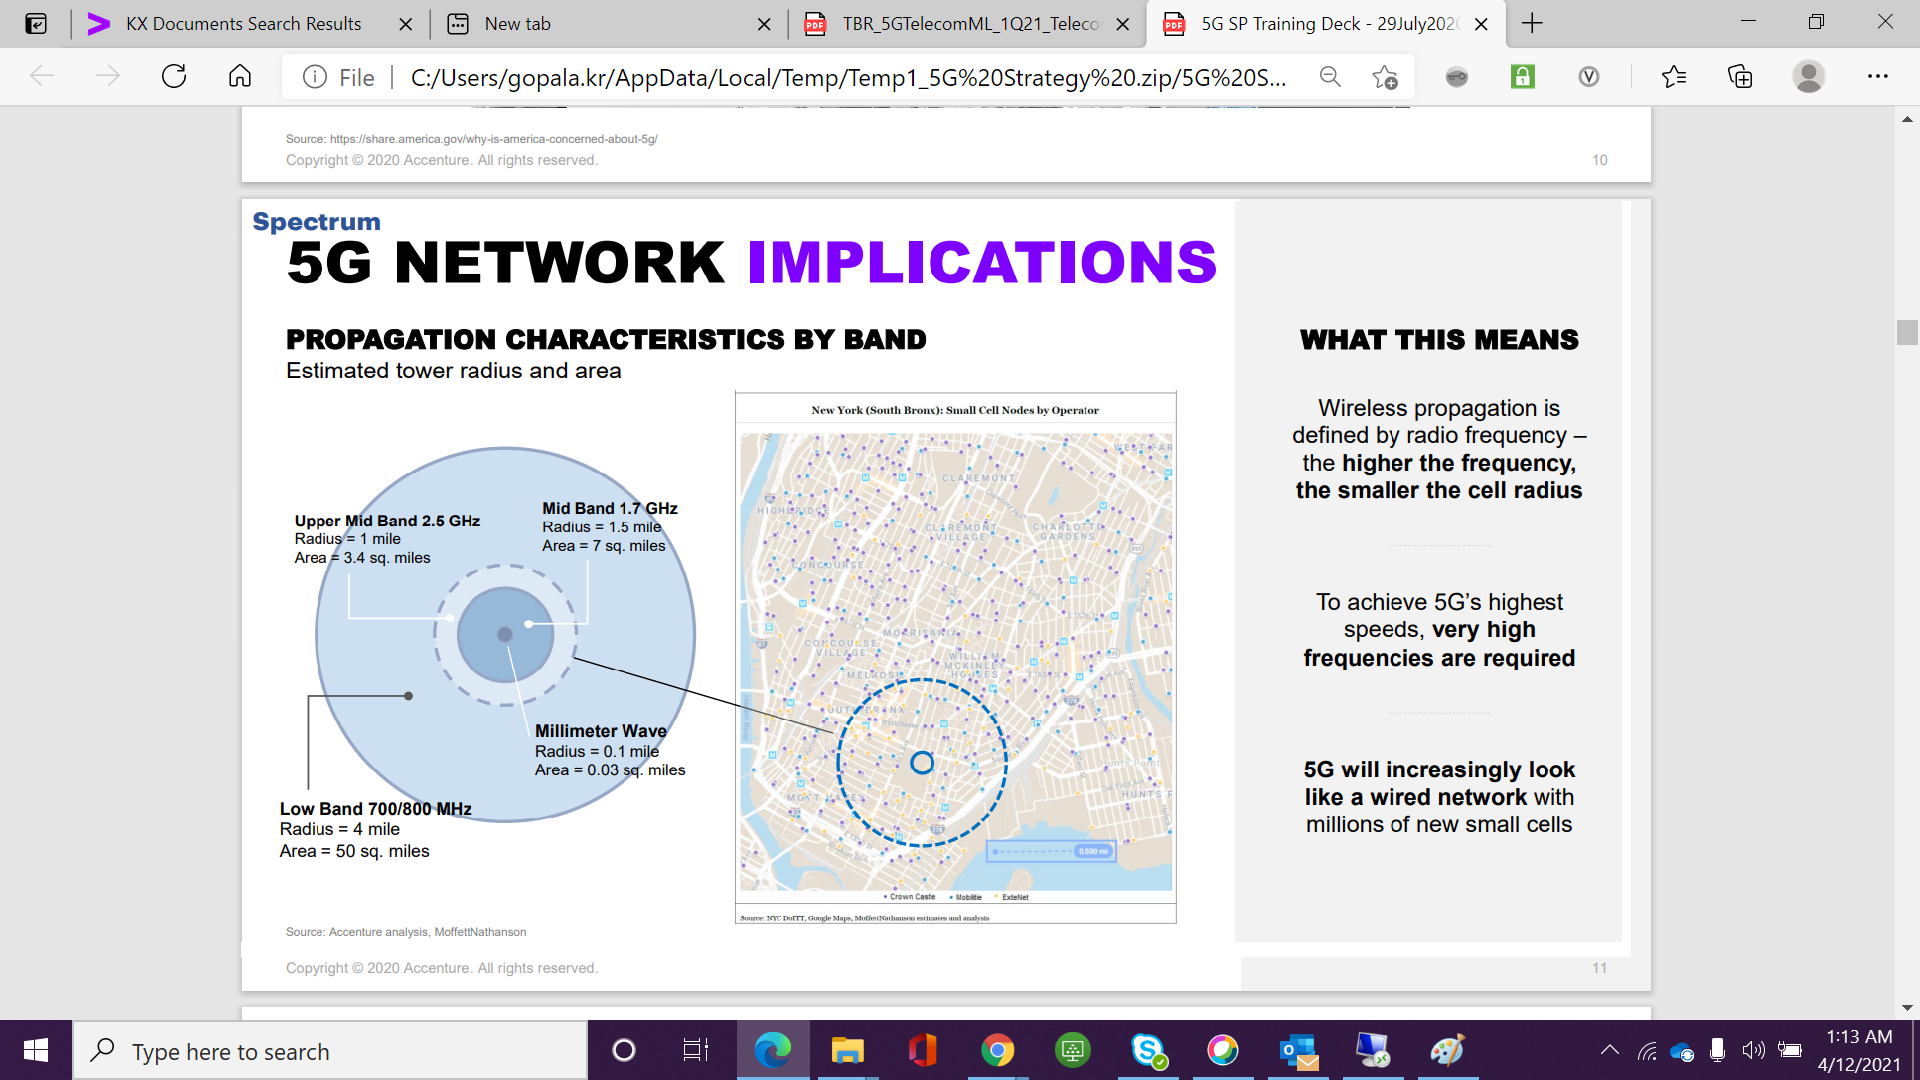 KX Documents Search Results
New tab
TBR_5GTelecomML_1Q21_Teleco
5G SP Training Deck - 29July202
File
C:/Users/gopala.kr/AppData/Local/Temp/Temp1_5G%20Strategy%20.zip/5G%20S...
Source: https://share.america.gov/why-is-america-concerned-about-5g/
Copyright © 2020 Accenture. All rights reserved.
10
Spectrum
5G NETWORK IMPLICATIONS
PROPAGATION CHARACTERISTICS BY BAND
Estimated tower radius and area
Upper Mid Band 2.5 GHz
Radius = 1 mile
Area = 3.4 sq. miles
Mid Band 1.7 GHz
Radius = 1.5 mile
Area = 7 sq. miles
Millimeter Wave
Radius = 0.1 mile
Area = 0.03 sq. miles
Low Band 700/800 MHz
Radius = 4 mile
Area = 50 sq. miles
New York (South Bronx): Small Cell Nodes by Operator
CLAREMONT
HIGHBRIDGE
CLAREMONT
VILLAGE
CHARLOTTE
GARDENS
CONCOURSE
MORRISANIA
CONCOURSE
VILLAGE
WILLIAM
MCKINLEY
HOUSES
MELROSE
Hunts Point
0.500 mi
Crown Castle
Mobilitie
ExteNet
Source: NYC DoITT, Google Maps, MoffettNathanson estimates and analysis
WHAT THIS MEANS
Wireless propagation is
defined by radio frequency –
the higher the frequency,
the smaller the cell radius
To achieve 5G's highest
speeds, very high
frequencies are required
5G will increasingly look
like a wired network with
millions of new small cells
Source: Accenture analysis, MoffettNathanson
Copyright © 2020 Accenture. All rights reserved.
11
Type here to search
1:13 AM
4/12/2021